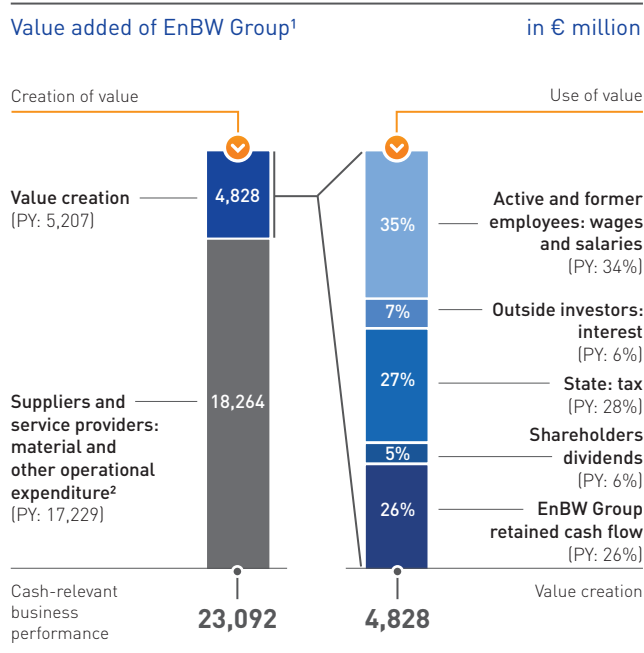 Value added of EnBW Group¹ in € million
Creation of value
Use of value
Value creation
(PY: 5,207)
4,828
Suppliers and
service providers:
material and
other operational
expenditure²
(PY: 17,229)
18,264
35%
Active and former
employees: wages
and salaries
(PY: 34%)
7%
Outside investors:
interest
(PY: 6%)
27%
State: tax
(PY: 28%)
5%
Shareholders
dividends
(PY: 6%)
26%
EnBW Group
retained cash flow
(PY: 26%)
Cash-relevant
business
performance
23,092
4,828
Value creation